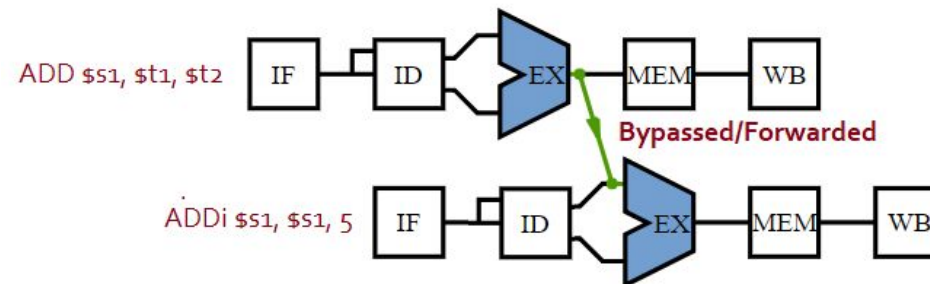 ADD $s1, $t1, $t2 IF ID EX MEM WB
Bypassed/Forwarded
ADDi $s1, $s1, 5 IF ID EX MEM WB